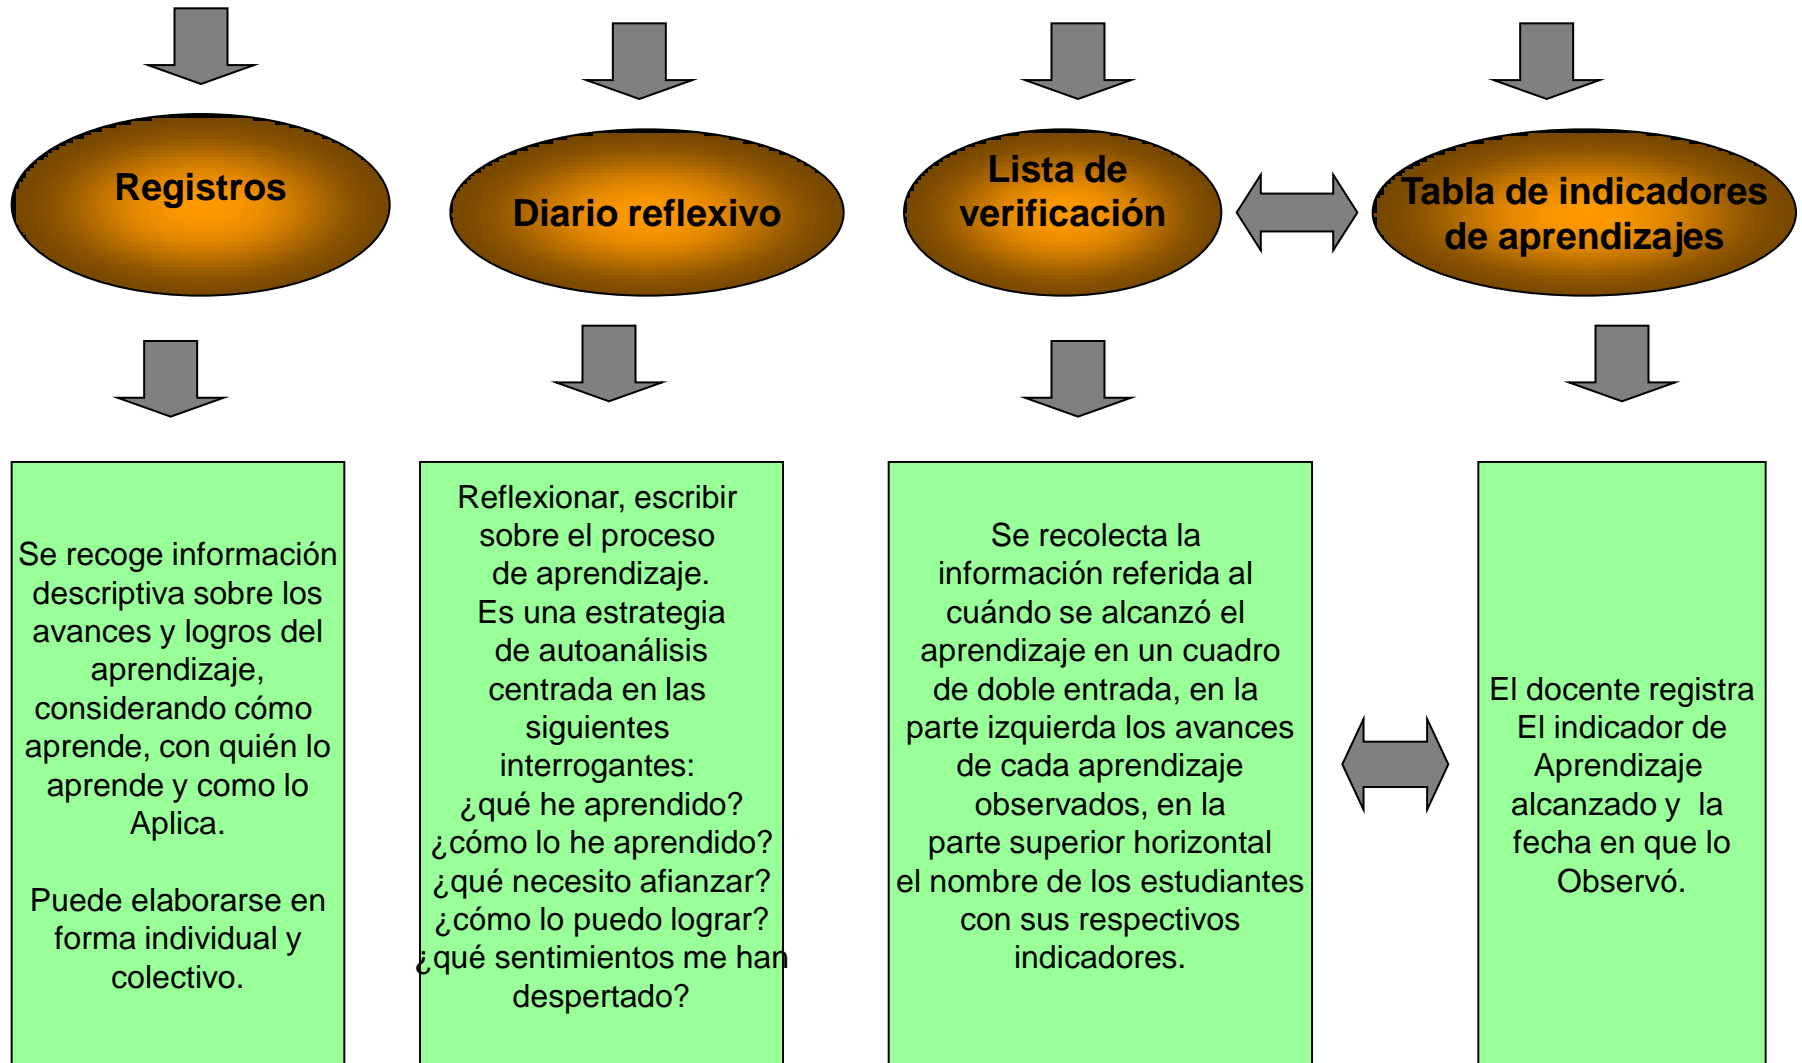 Registros
Diario reflexivo
Lista de
verificación
Tabla de indicadores
de aprendizajes
Se recoge información
descriptiva sobre los
avances y logros del
aprendizaje,
considerando cómo
aprende, con quién lo
aprende y como lo
Aplica.
Puede elaborarse en
forma individual y
colectivo.
Reflexionar, escribir
sobre el proceso
de aprendizaje.
Es una estrategia
de autoanálisis
centrada en las
siguientes
interrogantes:
¿qué he aprendido?
¿cómo lo he aprendido?
¿qué necesito afianzar?
¿cómo lo puedo lograr?
¿qué sentimientos me han
despertado?
Se recolecta la
información referida al
cuándo se alcanzó el
aprendizaje en un cuadro
de doble entrada, en la
parte izquierda los avances
de cada aprendizaje
observados, en la
parte superior horizontal
el nombre de los estudiantes
con sus respectivos
indicadores.
El docente registra
El indicador de
Aprendizaje
alcanzado y  la
fecha en que lo
Observó.